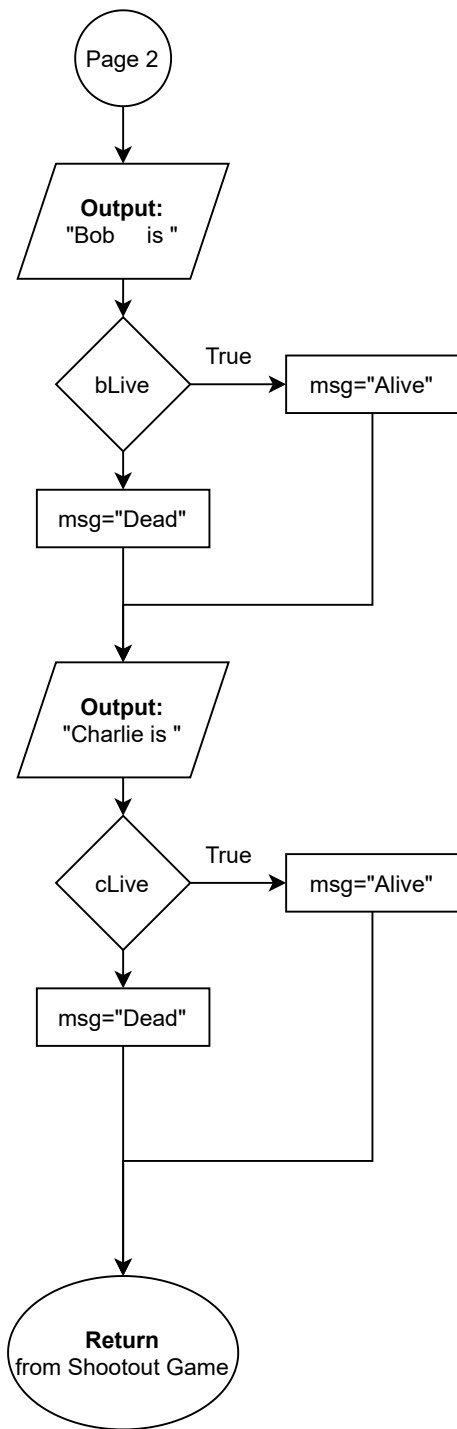 Page 2
Output:
"Bob     is "
bLive
True
msg="Alive"
msg="Dead"
Output:
"Charlie is "
cLive
True
msg="Alive"
msg="Dead"
Return
from Shootout Game